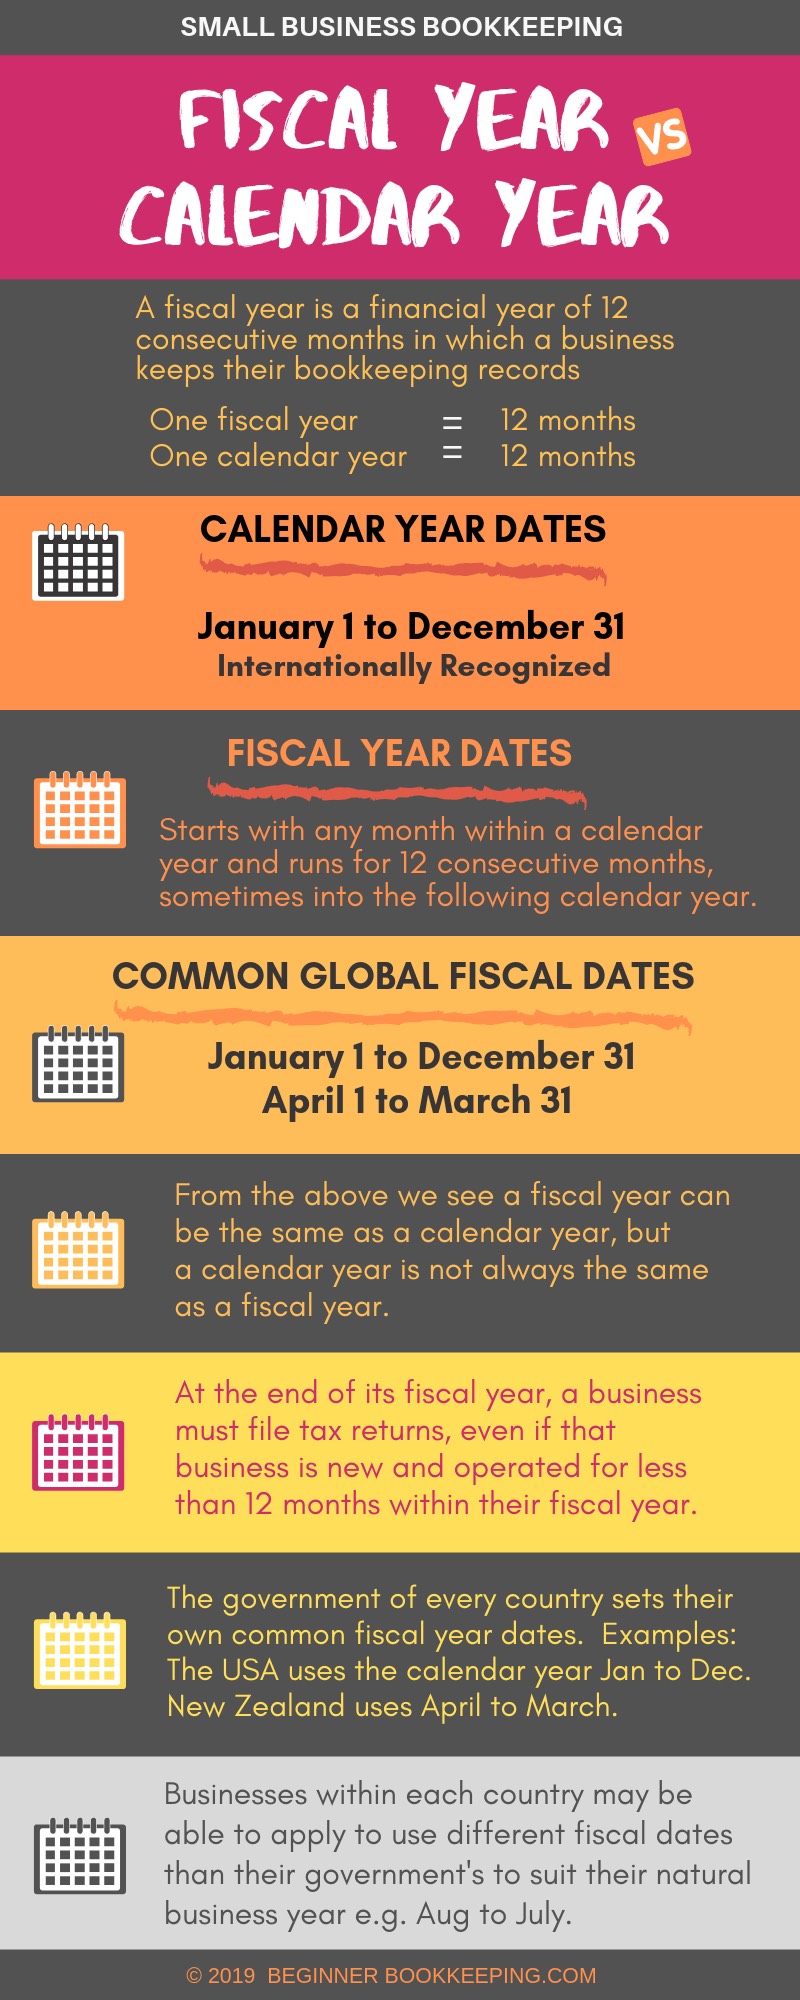 SMALL BUSINESS BOOKKEEPING
FISCAL YEAR VS
CALENDAR YEAR
A fiscal year is a financial year of 12
consecutive months in which a business
keeps their bookkeeping records
One fiscal year = 12 months
One calendar year = 12 months
CALENDAR YEAR DATES
January 1 to December 31
Internationally Recognized
FISCAL YEAR DATES
Starts with any month within a calendar
year and runs for 12 consecutive months,
sometimes into the following calendar year.
COMMON GLOBAL FISCAL DATES
January 1 to December 31
April 1 to March 31
From the above we see a fiscal year can
be the same as a calendar year, but
a calendar year is not always the same
as a fiscal year.
At the end of its fiscal year, a business
must file tax returns, even if that
business is new and operated for less
than 12 months within their fiscal year.
The government of every country sets their
own common fiscal year dates.  Examples:
The USA uses the calendar year Jan to Dec.
New Zealand uses April to March.
Businesses within each country may be
able to apply to use different fiscal dates
than their government's to suit their natural
business year e.g. Aug to July.
© 2019  BEGINNER BOOKKEEPING.COM